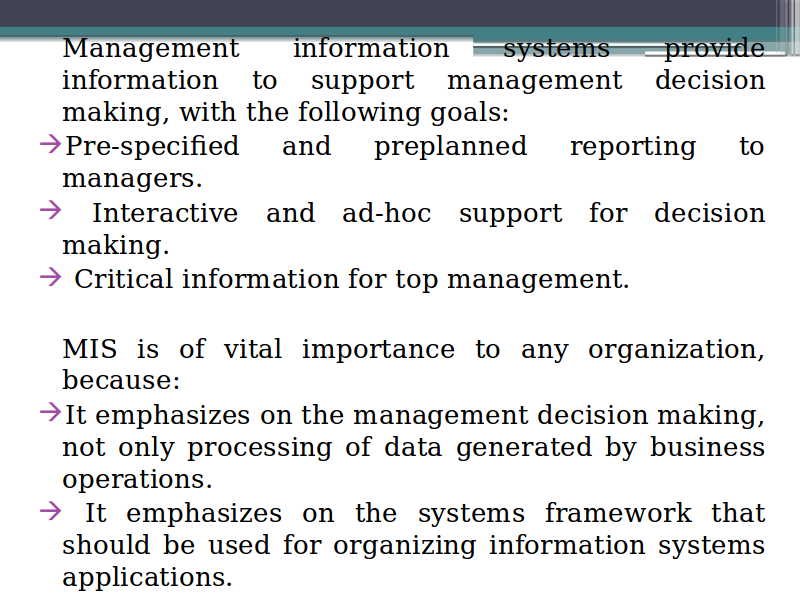 Management information systems provide
information to support management decision
making, with the following goals:
→Pre-specified and preplanned reporting to
managers.
→ Interactive and ad-hoc support for decision
making.
→ Critical information for top management.
MIS is of vital importance to any organization,
because:
→It emphasizes on the management decision making,
not only processing of data generated by business
operations.
→ It emphasizes on the systems framework that
should be used for organizing information systems
applications.